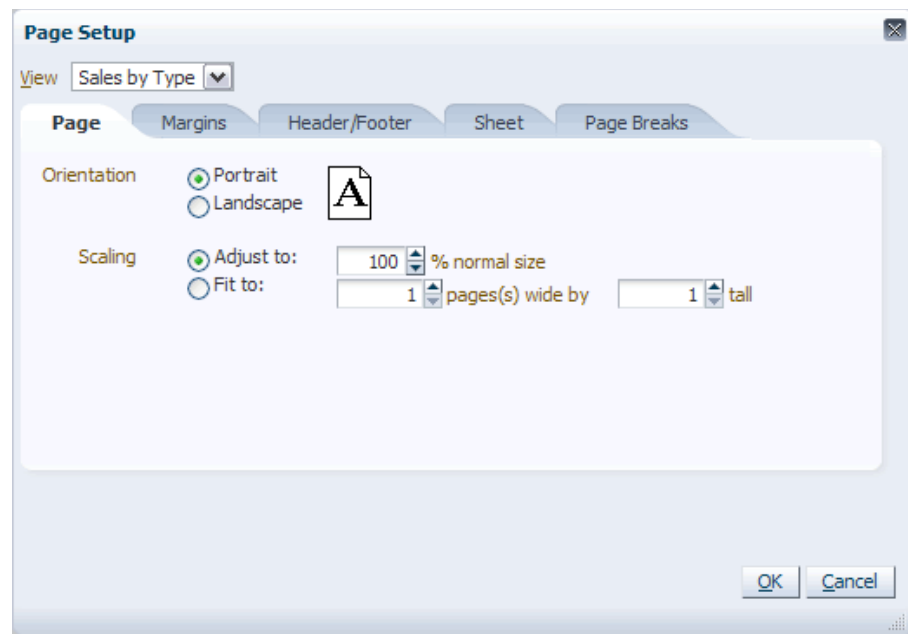 Page Setup
View Sales by Type
Page Margins Header/Footer Sheet Page Breaks
Orientation Portrait
Landscape
A
Scaling Adjust to: 100 % normal size
Fit to: 1 pages(s) wide by 1 tall
OK Cancel